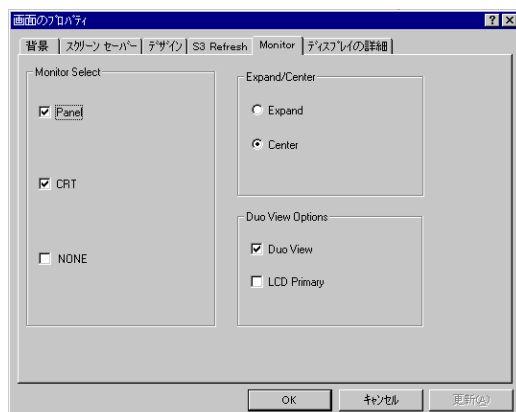 画面のプロパティ
背景 スクリーン セーバー デザイン S3 Refresh Monitor ディスプレイの詳細
Monitor Select
Panel
CRT
NONE
Expand/Center
Expand
Center
Duo View Options
Duo View
LCD Primary
OK キャンセル 更新(A)